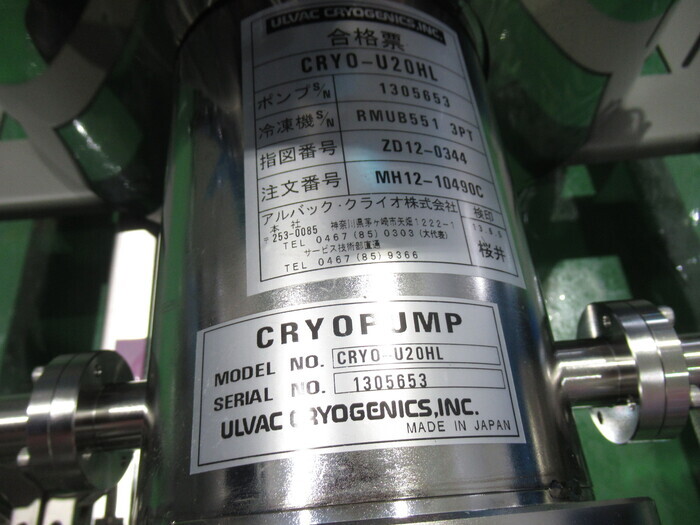 ULVAC CRYOGENICS,INC.
合格票
CRYO-U20HL
ポンプS/N 1305653
冷凍機S/N RMUB551 3PY
指図番号 ZD12-0344
注文番号 MH12-10490C
アルバック・クライオ株式会社 検印
本社 神奈川県茅ヶ崎市矢畑1222-1
〒253-0085
TEL 0467(85)0303(大代表)
サービス技術部直通
TEL 0467(85)9366
桜井
CRYOPUMP
MODEL NO. CRYO-U20HL
SERIAL NO. 1305653
ULVAC CRYOGENICS,INC.
MADE IN JAPAN